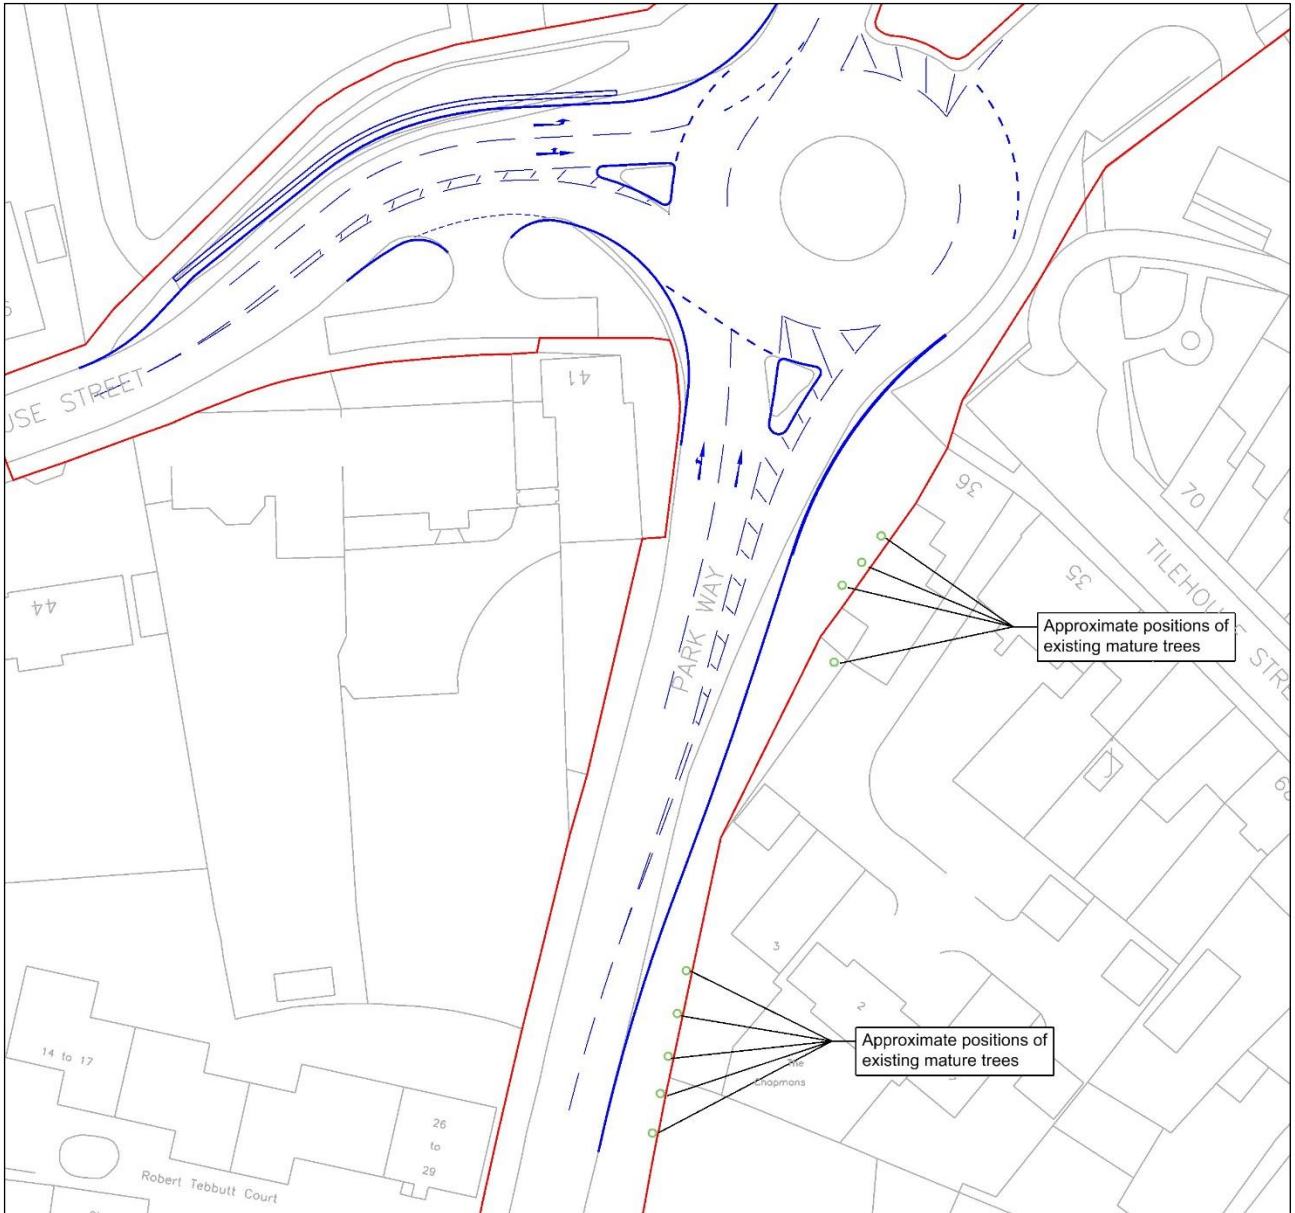 USE STREET
41
36
70
35
TILEHOUSE STRE
44
PARK WAY
Approximate positions of
existing mature trees
69
3
2
Approximate positions of
existing mature trees
The
Chapmans
14 to 17
26
to
29
Robert Tebbutt Court